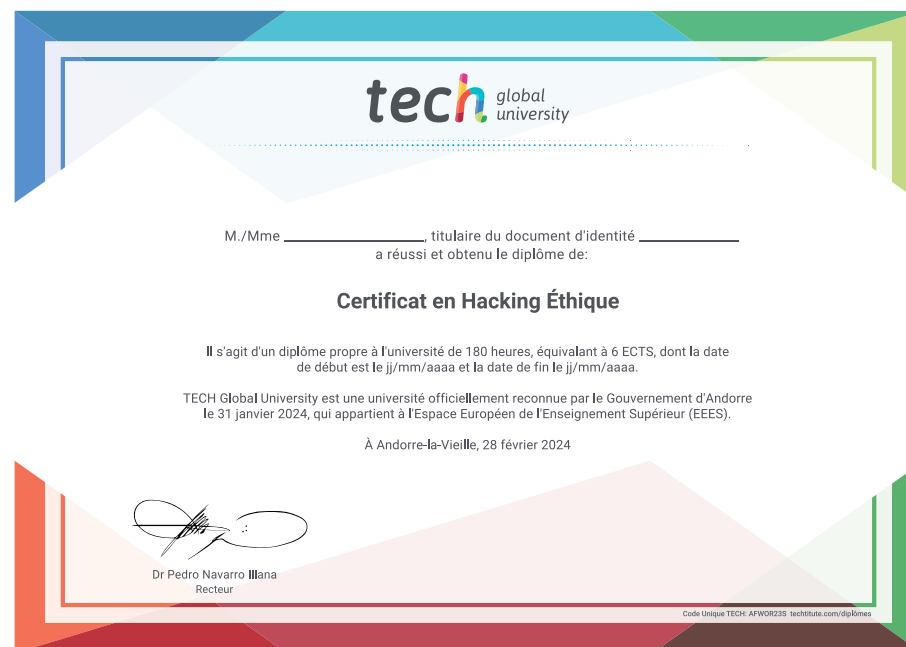 tech global university
M./Mme ____________, titulaire du document d'identité ____________
a réussi et obtenu le diplôme de:
Certificat en Hacking Éthique
Il s'agit d'un diplôme propre à l'université de 180 heures, équivalant à 6 ECTS, dont la date
de début est le jj/mm/aaaa et la date de fin le jj/mm/aaaa.
TECH Global University est une université officiellement reconnue par le Gouvernement d'Andorre
le 31 janvier 2024, qui appartient à l'Espace Européen de l'Enseignement Supérieur (EEES).
À Andorre-la-Vieille, 28 février 2024
Dr Pedro Navarro Illana
Recteur
Code Unique TECH: AFWOR23S techtitute.com/diplômes